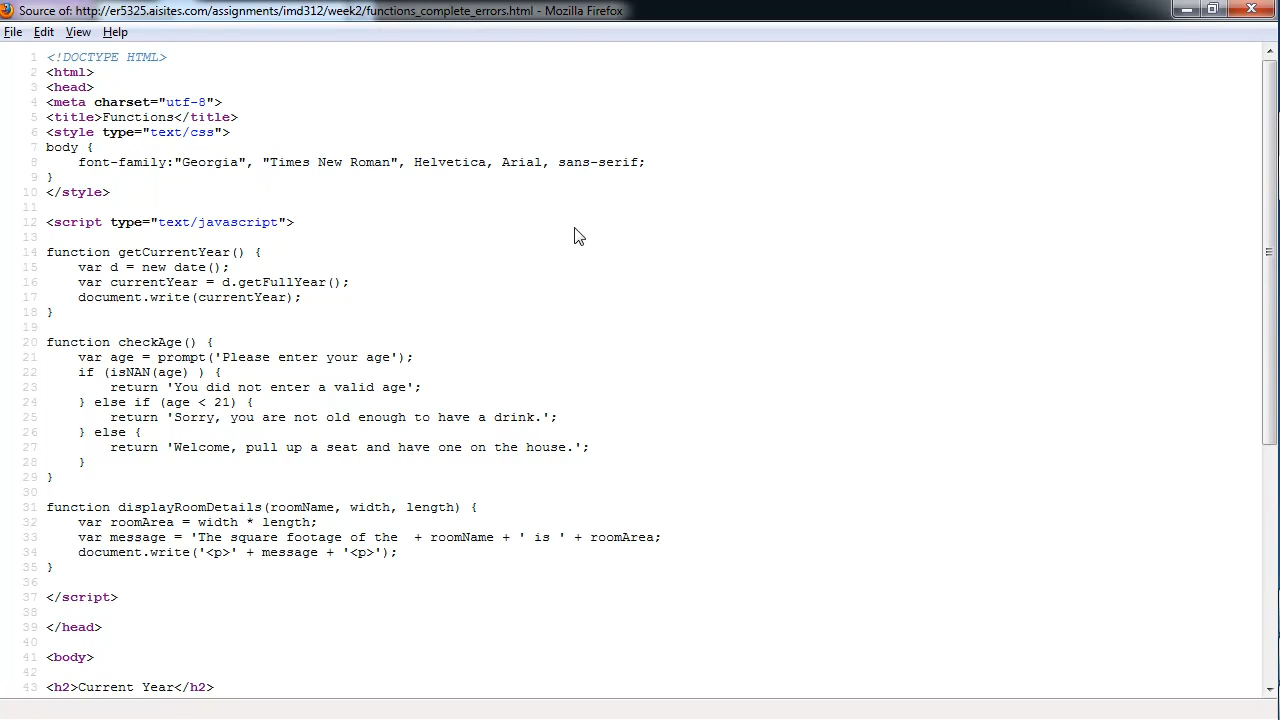 Source of: http://er5325.aisites.com/assignments/imd312/week2/functions_complete_errors.html - Mozilla Firefox
File Edit View Help
1 <!DOCTYPE HTML>
2 <html>
3 <head>
4 <meta charset="utf-8">
5 <title>Functions</title>
6 <style type="text/css">
7 body {
8 font-family:"Georgia", "Times New Roman", Helvetica, Arial, sans-serif;
9 }
10 </style>
11
12 <script type="text/javascript">
13
14 function getCurrentYear() {
15 var d = new date();
16 var currentYear = d.getFullYear();
17 document.write(currentYear)
18 }
19
20 function checkAge() {
21 var age = prompt('Please enter your age');
22 if (isNAN(age) ) {
23 return 'You did not enter a valid age';
24 } else if (age < 21) {
25 return 'Sorry, you are not old enough to have a drink.';
26 } else {
27 return 'Welcome, pull up a seat and have one on the house.';
28 }
29 }
30
31 function displayRoomDetails(roomName, width, length) {
32 var roomArea = width * length;
33 var message = 'The square footage of the  + roomName + ' is ' + roomArea;
34 document.write('<p>' + message + '<p>');
35 }
36
37 </script>
38
39 </head>
40
41 <body>
42
43 <h2>Current Year</h2>